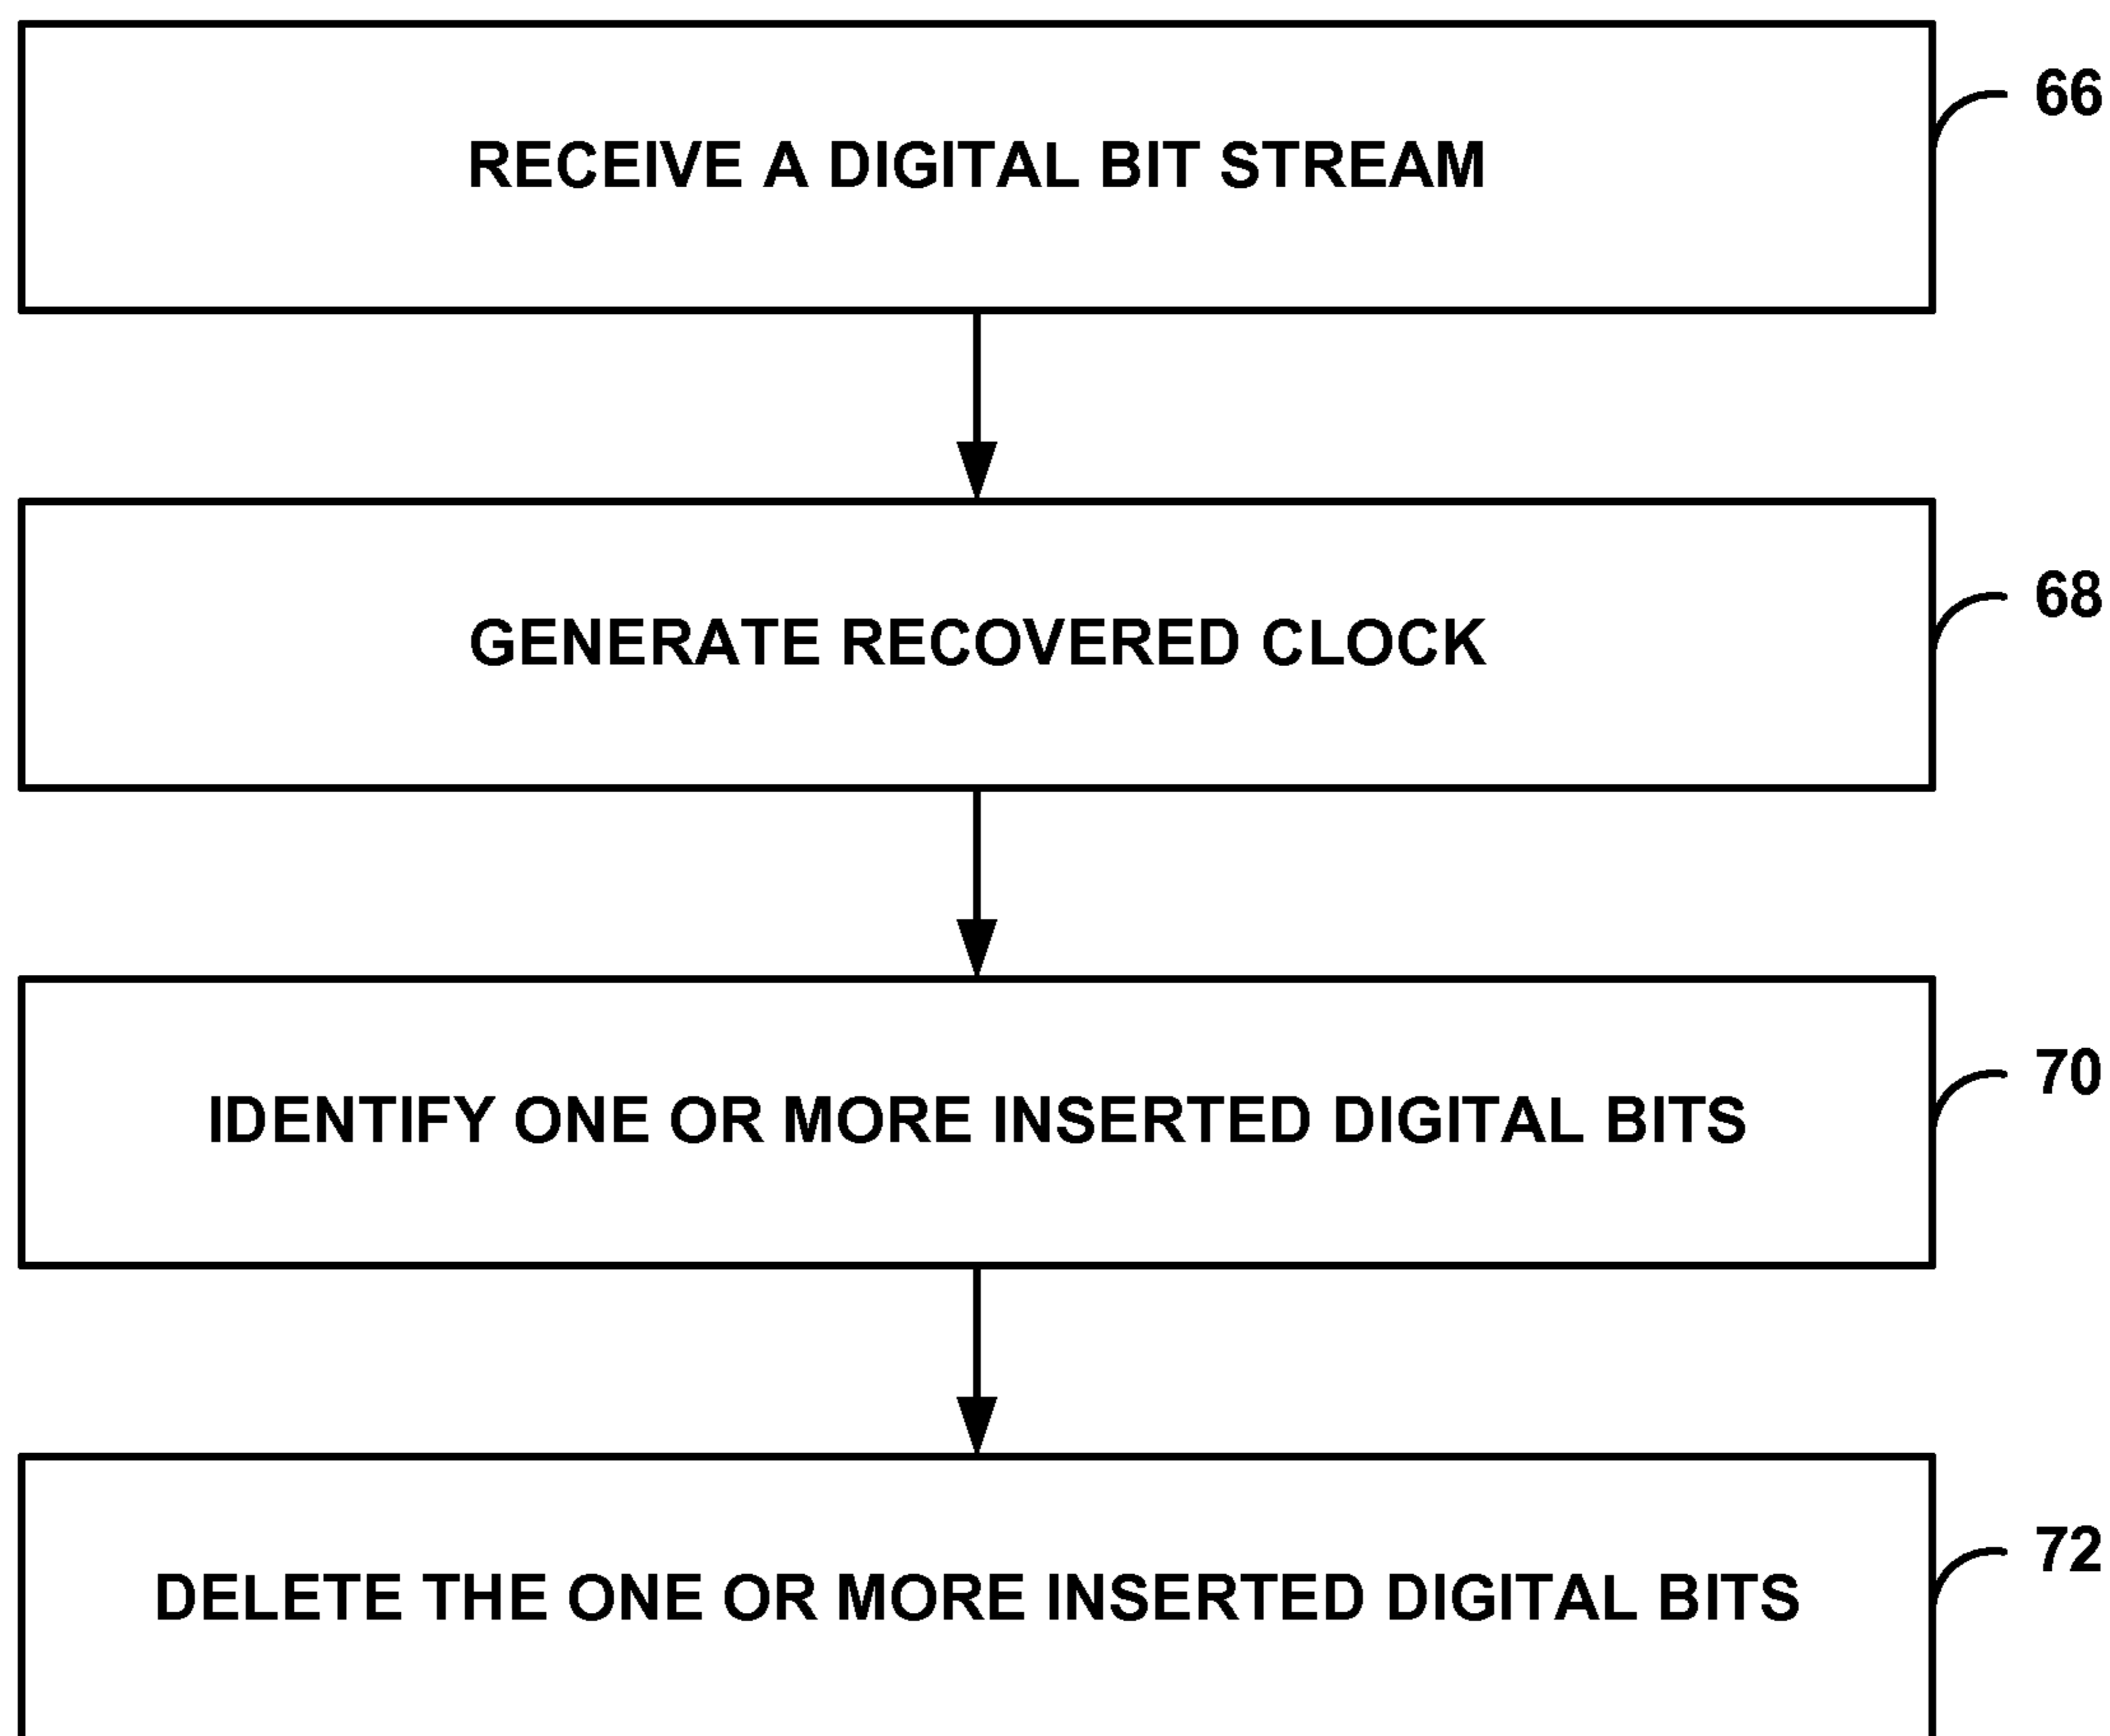 RECEIVE A DIGITAL BIT STREAM
66
GENERATE RECOVERED CLOCK
68
IDENTIFY ONE OR MORE INSERTED DIGITAL BITS
70
DELETE THE ONE OR MORE INSERTED DIGITAL BITS
72